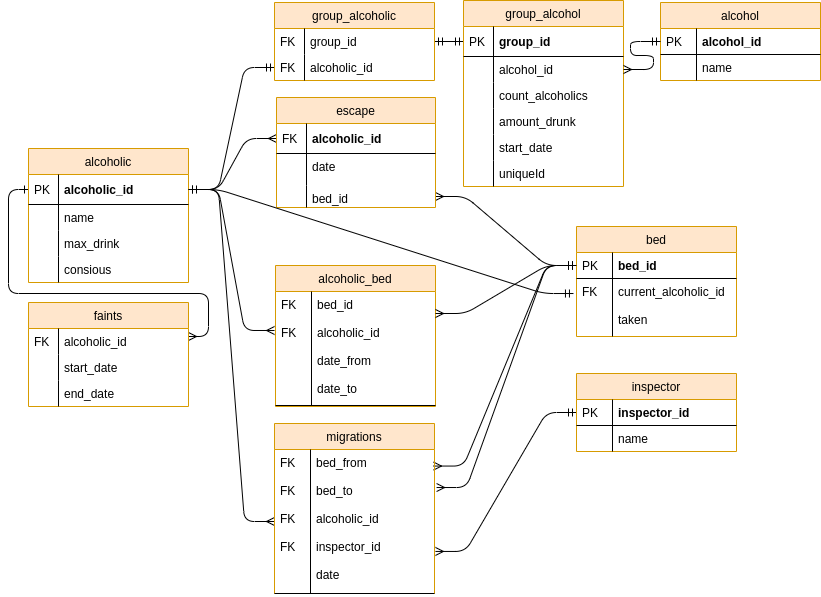 group_alcoholic
FK group_id
FK alcoholic_id
group_alcohol
PK group_id
alcohol_id
count_alcoholics
amount_drunk
start_date
uniqueId
alcohol
PK alcohol_id
name
escape
FK alcoholic_id
date
bed_id
alcoholic
PK alcoholic_id
name
max_drink
consious
bed
PK bed_id
FK current_alcoholic_id
taken
alcoholic_bed
FK bed_id
FK alcoholic_id
date_from
date_to
faints
FK alcoholic_id
start_date
end_date
inspector
PK inspector_id
name
migrations
FK bed_from
FK bed_to
FK alcoholic_id
FK inspector_id
date